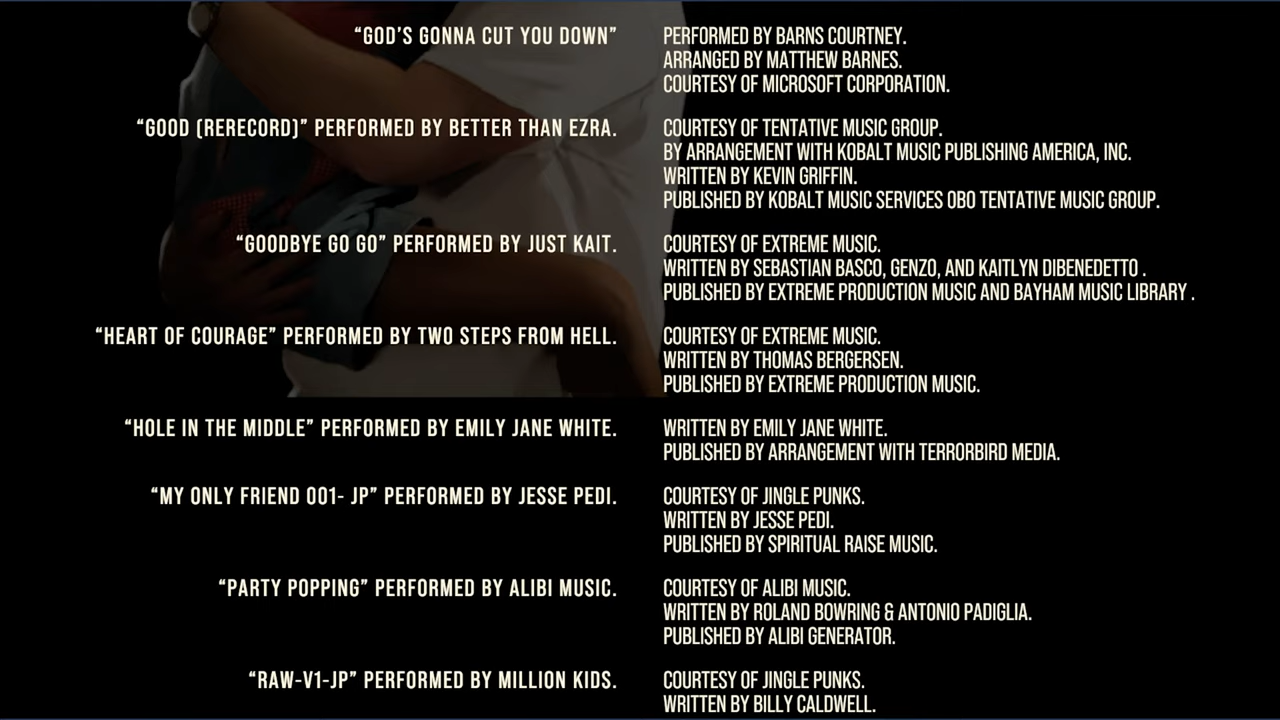 “GOD’S GONNA CUT YOU DOWN” PERFORMED BY BARNS COURTNEY.
ARRANGED BY MATTHEW BARNES.
COURTESY OF MICROSOFT CORPORATION.
“GOOD (RERECORD)” PERFORMED BY BETTER THAN EZRA. COURTESY OF TENTATIVE MUSIC GROUP.
BY ARRANGEMENT WITH KOBALT MUSIC PUBLISHING AMERICA, INC.
WRITTEN BY KEVIN GRIFFIN.
PUBLISHED BY KOBALT MUSIC SERVICES OBO TENTATIVE MUSIC GROUP.
“GOODBYE GO GO” PERFORMED BY JUST KAIT. COURTESY OF EXTREME MUSIC.
WRITTEN BY SEBASTIAN BASCO, GENZO, AND KAITLYN DIBENEDETTO .
PUBLISHED BY EXTREME PRODUCTION MUSIC AND BAYHAM MUSIC LIBRARY .
“HEART OF COURAGE” PERFORMED BY TWO STEPS FROM HELL. COURTESY OF EXTREME MUSIC.
WRITTEN BY THOMAS BERGERSEN.
PUBLISHED BY EXTREME PRODUCTION MUSIC.
“HOLE IN THE MIDDLE” PERFORMED BY EMILY JANE WHITE. WRITTEN BY EMILY JANE WHITE.
PUBLISHED BY ARRANGEMENT WITH TERRORBIRD MEDIA.
“MY ONLY FRIEND 001- JP” PERFORMED BY JESSE PEDI. COURTESY OF JINGLE PUNKS.
WRITTEN BY JESSE PEDI.
PUBLISHED BY SPIRITUAL RAISE MUSIC.
“PARTY POPPING” PERFORMED BY ALIBI MUSIC. COURTESY OF ALIBI MUSIC.
WRITTEN BY ROLAND BOWRING & ANTONIO PADIGLIA.
PUBLISHED BY ALIBI GENERATOR.
“RAW-V1-JP” PERFORMED BY MILLION KIDS. COURTESY OF JINGLE PUNKS.
WRITTEN BY BILLY CALDWELL.